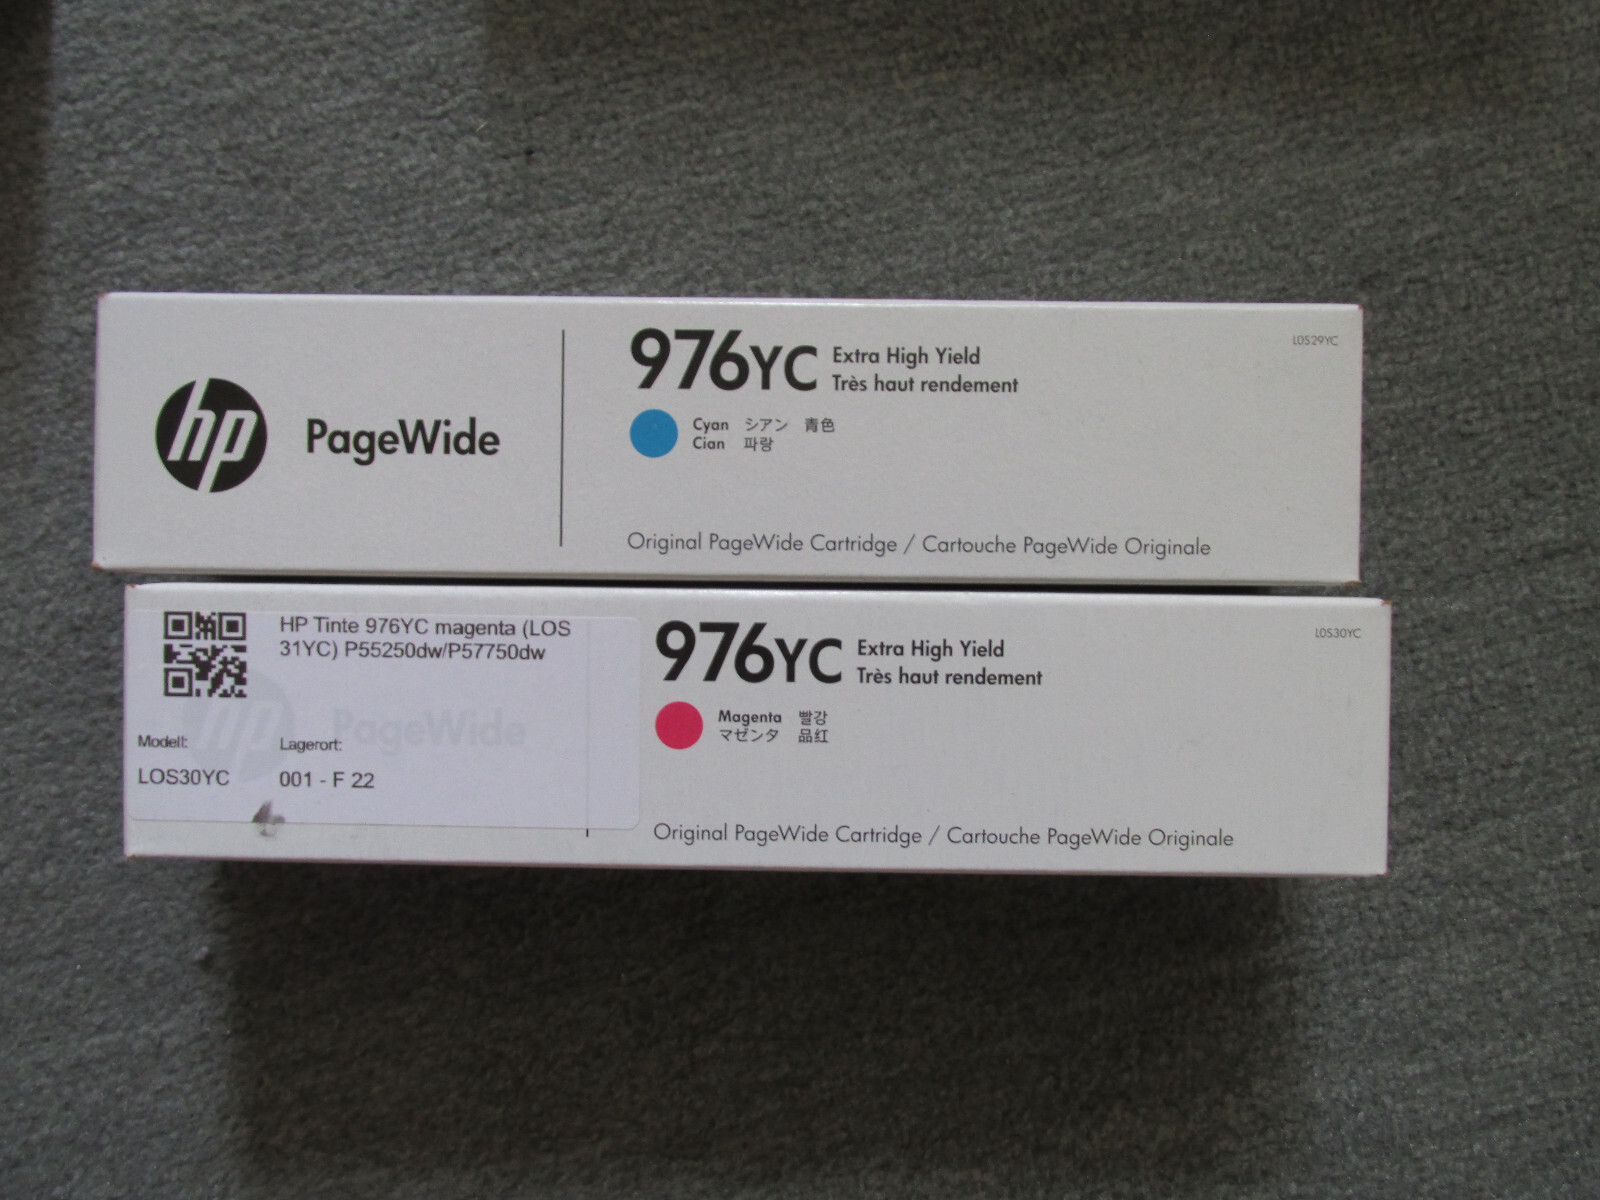 hp
PageWide
976YC Extra High Yield
Très haut rendement
Cyan シアン 青色
Cian 파랑
L0S29YC
Original PageWide Cartridge / Cartouche PageWide Originale
HP Tinte 976YC magenta (LOS
31YC) P55250dw/P57750dw
Modell:
LOS30YC
Lagerort:
001 - F 22
hp
PageWide
976YC Extra High Yield
Très haut rendement
Magenta 빨강
マゼンタ 品红
L0S30YC
Original PageWide Cartridge / Cartouche PageWide Originale